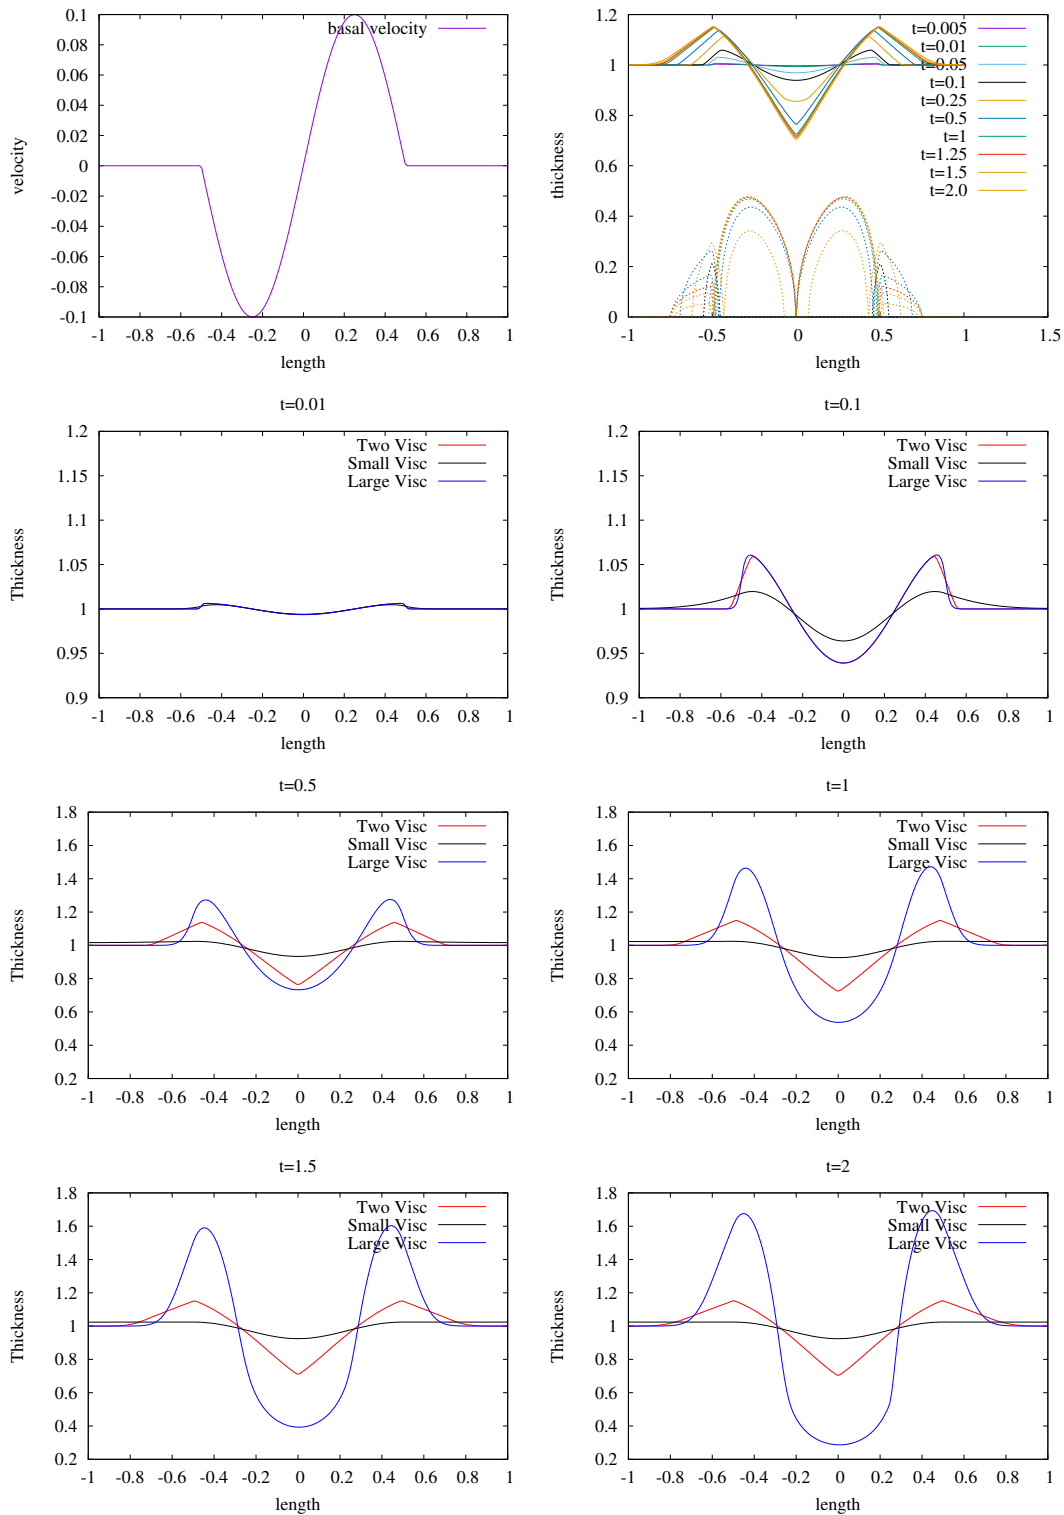 basal velocity
0.1
0.08
0.06
0.04
0.02
0
-0.02
-0.04
-0.06
-0.08
-0.1
velocity
-1 -0.8 -0.6 -0.4 -0.2 0 0.2 0.4 0.6 0.8 1
length
t=0.005
t=0.01
t=0.05
t=0.1
t=0.25
t=0.5
t=1
t=1.25
t=1.5
t=2.0
1.2
1
0.8
0.6
0.4
0.2
0
thickness
-1 -0.5 0 0.5 1 1.5
length
t=0.01
Two Visc
Small Visc
Large Visc
1.2
1.15
1.1
1.05
1
0.95
0.9
Thickness
-1 -0.8 -0.6 -0.4 -0.2 0 0.2 0.4 0.6 0.8 1
length
t=0.1
Two Visc
Small Visc
Large Visc
1.2
1.15
1.1
1.05
1
0.95
0.9
Thickness
-1 -0.8 -0.6 -0.4 -0.2 0 0.2 0.4 0.6 0.8 1
length
t=0.5
Two Visc
Small Visc
Large Visc
1.8
1.6
1.4
1.2
1
0.8
0.6
0.4
0.2
Thickness
-1 -0.8 -0.6 -0.4 -0.2 0 0.2 0.4 0.6 0.8 1
length
t=1
Two Visc
Small Visc
Large Visc
1.8
1.6
1.4
1.2
1
0.8
0.6
0.4
0.2
Thickness
-1 -0.8 -0.6 -0.4 -0.2 0 0.2 0.4 0.6 0.8 1
length
t=1.5
Two Visc
Small Visc
Large Visc
1.8
1.6
1.4
1.2
1
0.8
0.6
0.4
0.2
Thickness
-1 -0.8 -0.6 -0.4 -0.2 0 0.2 0.4 0.6 0.8 1
length
t=2
Two Visc
Small Visc
Large Visc
1.8
1.6
1.4
1.2
1
0.8
0.6
0.4
0.2
Thickness
-1 -0.8 -0.6 -0.4 -0.2 0 0.2 0.4 0.6 0.8 1
length